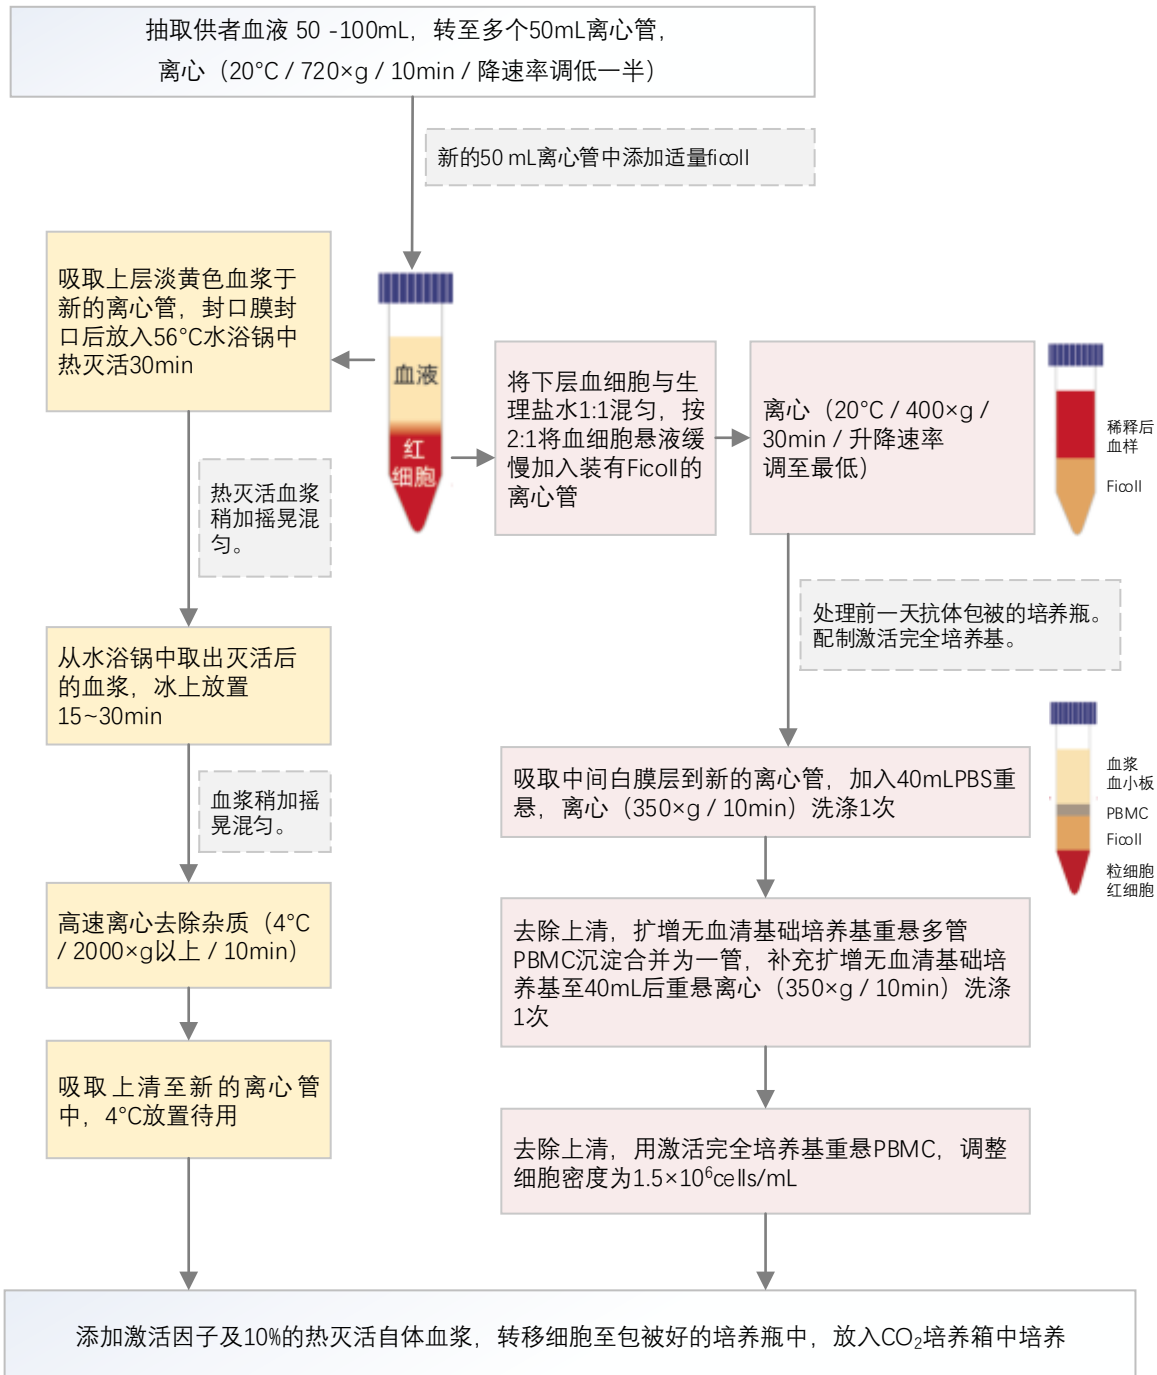 抽取供者血液 50 -100mL，转至多个50mL离心管，
离心（20°C / 720×g / 10min / 降速率调低一半）
新的50 mL离心管中添加适量ficoll
吸取上层淡黄色血浆于
新的离心管，封口膜封
口后放入56°C水浴锅中
热灭活30min
血液
红
细胞
将下层血细胞与生
理盐水1:1混匀，按
2:1将血细胞悬液缓
慢加入装有Ficoll的
离心管
离心（20°C / 400×g /
30min / 升降速率
调至最低）
稀释后
血样
Ficoll
热灭活血浆
稍加摇晃混
匀。
处理前一天抗体包被的培养瓶。
配制激活完全培养基。
从水浴锅中取出灭活后
的血浆，冰上放置
15~30min
血浆稍加摇
晃混匀。
吸取中间白膜层到新的离心管，加入40mLPBS重
悬，离心（350×g / 10min）洗涤1次
血浆
血小板
PBMC
Ficoll
粒细胞
红细胞
高速离心去除杂质（4°C
/ 2000×g以上 / 10min）
去除上清，扩增无血清基础培养基重悬多管
PBMC沉淀合并为一管，补充扩增无血清基础培
养基至40mL后重悬离心（350×g / 10min）洗涤
1次
吸取上清至新的离心管
中，4°C放置待用
去除上清，用激活完全培养基重悬PBMC，调整
细胞密度为1.5×10⁶cells/mL
添加激活因子及10%的热灭活自体血浆，转移细胞至包被好的培养瓶中，放入CO₂培养箱中培养